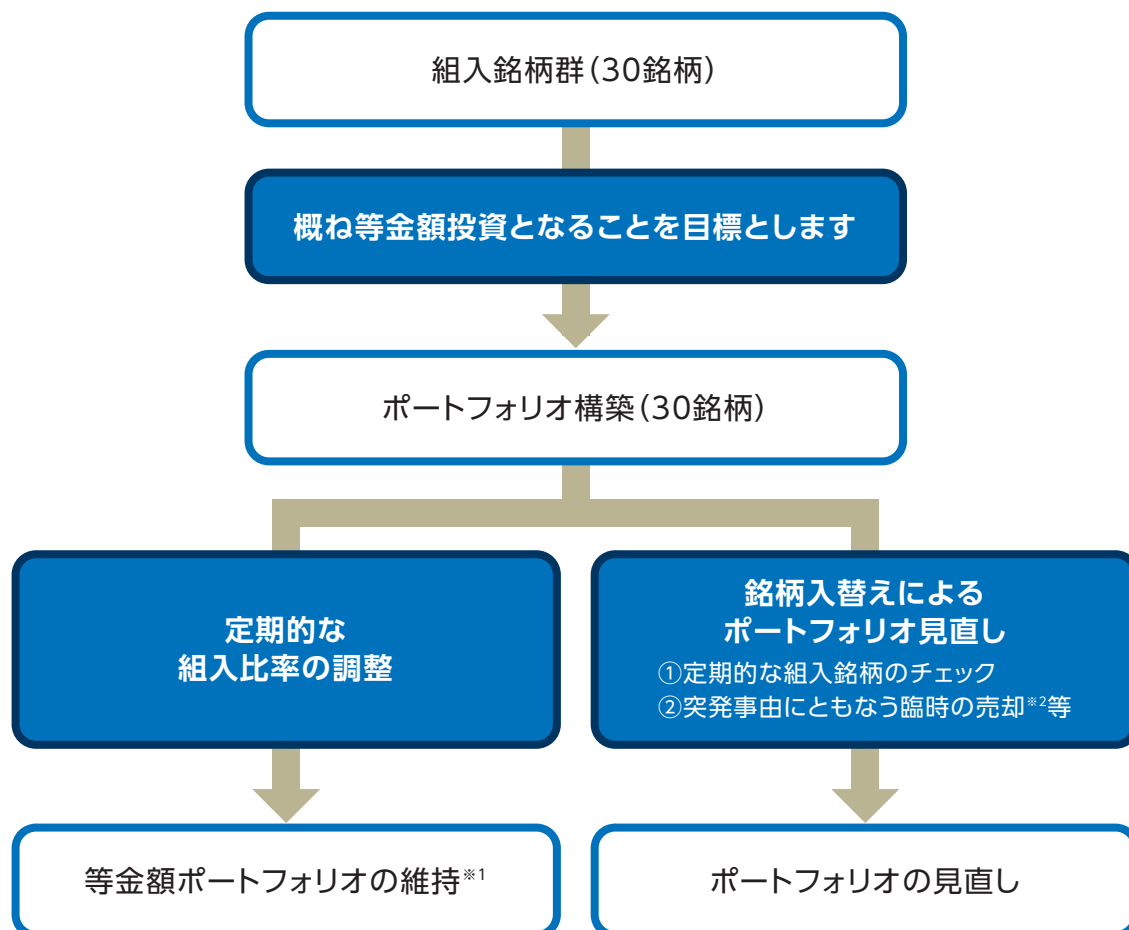 組入銘柄群(30銘柄)
概ね等金額投資となることを目標とします
ポートフォリオ構築(30銘柄)
定期的な
組入比率の調整
銘柄入替えによる
ポートフォリオ見直し
①定期的な組入銘柄のチェック
②突発事由にともなう臨時の売却※2等
等金額ポートフォリオの維持※1
ポートフォリオの見直し